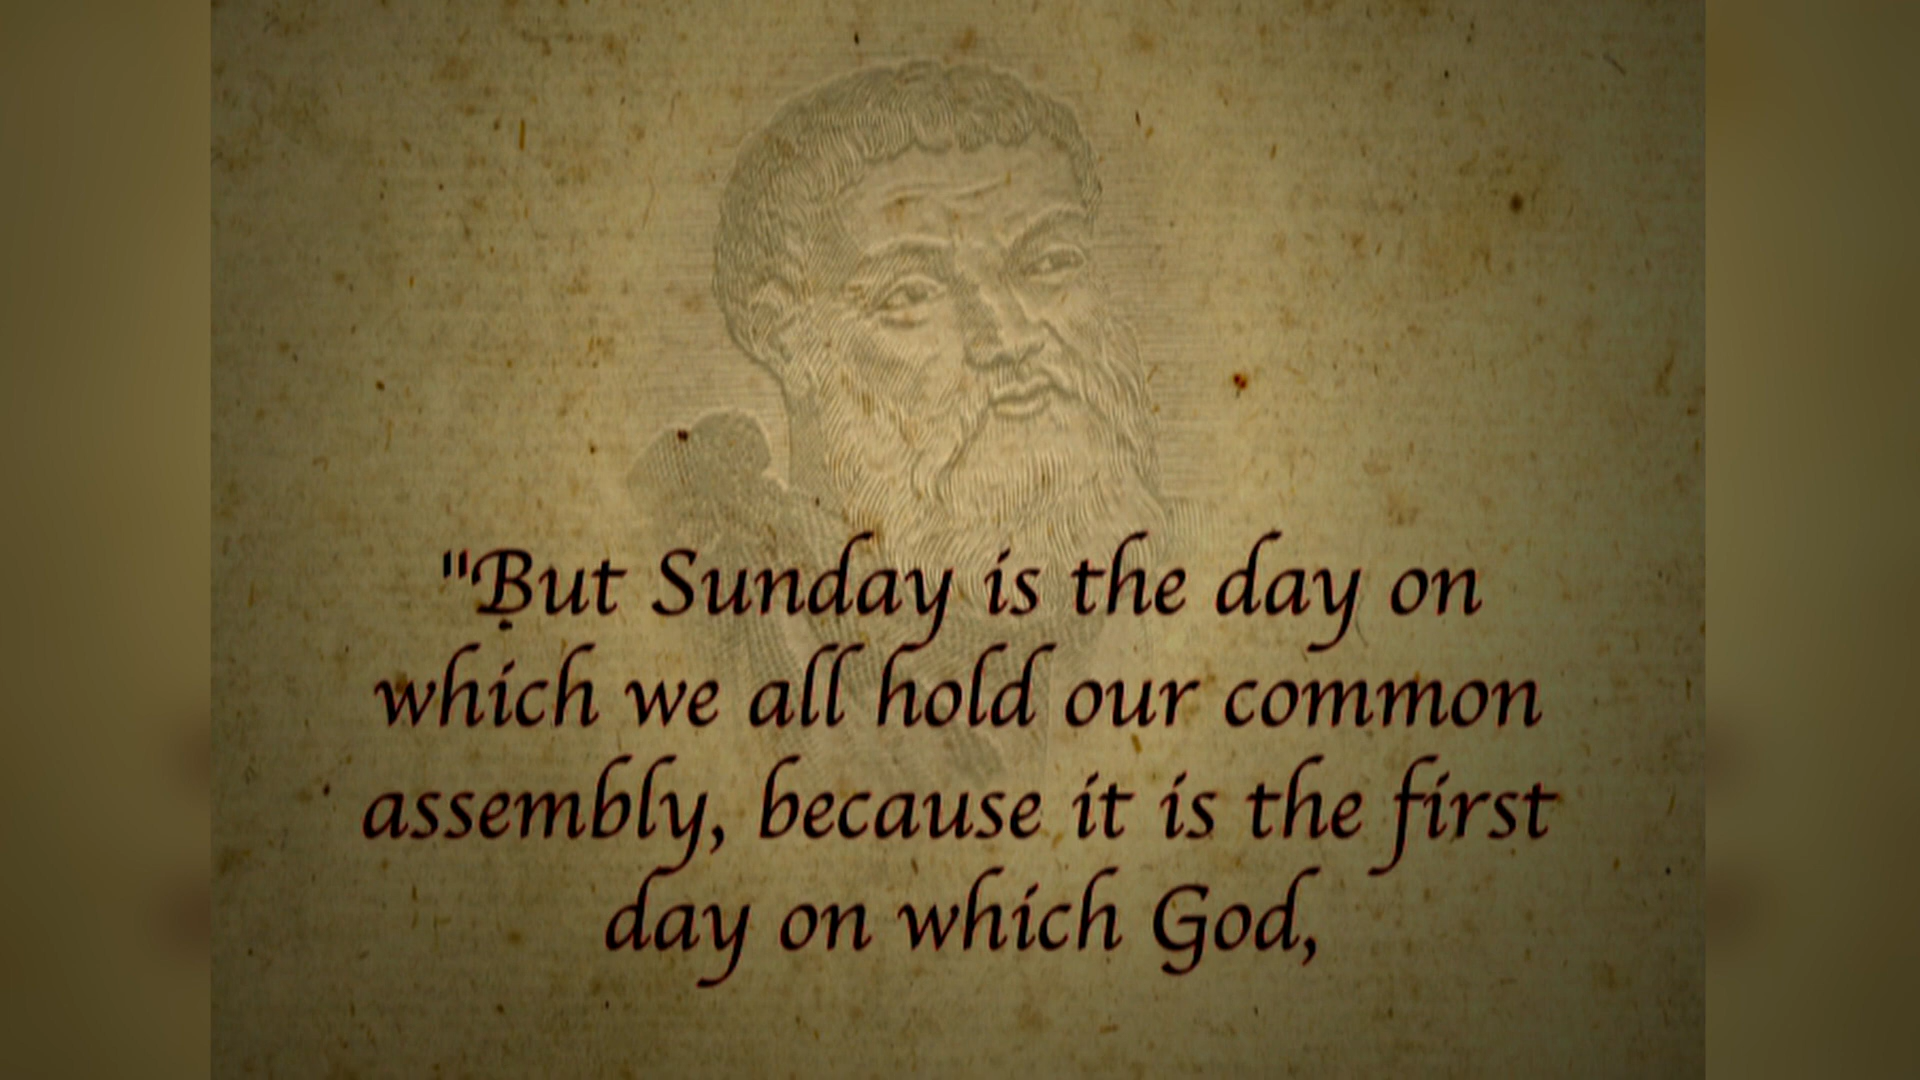 "But Sunday is the day on
which we all hold our common
assembly, because it is the first
day on which God,